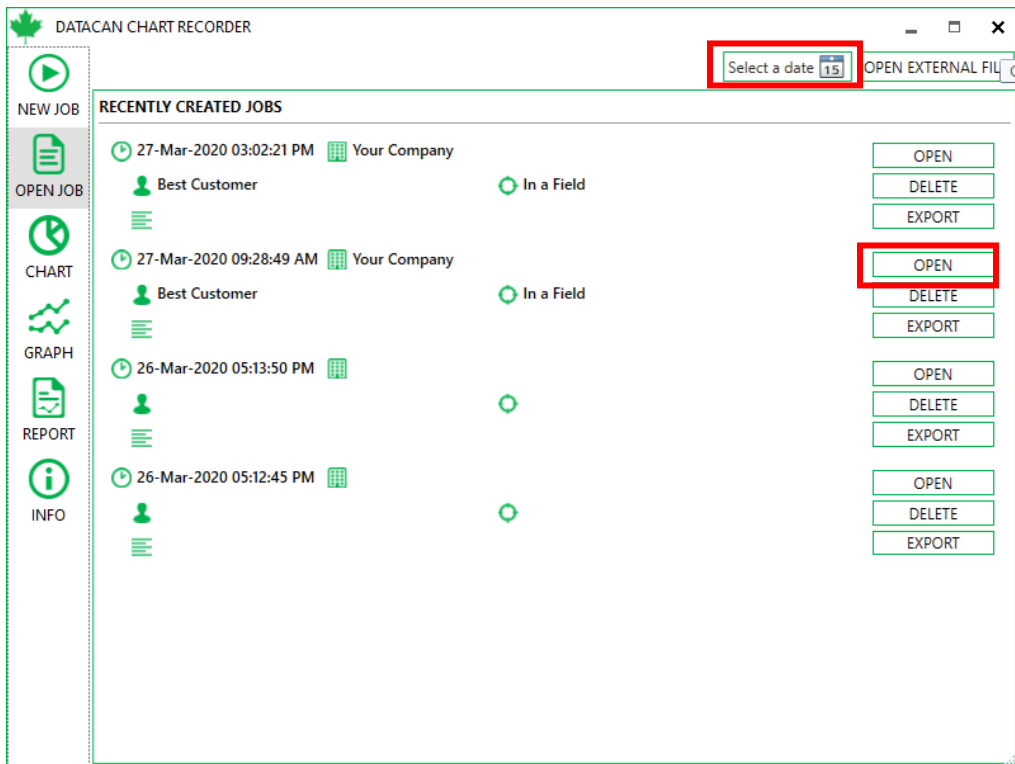 DATACAN CHART RECORDER
Select a date 15 OPEN EXTERNAL FIL
NEW JOB
OPEN JOB
CHART
GRAPH
REPORT
INFO
RECENTLY CREATED JOBS
27-Mar-2020 03:02:21 PM Your Company
OPEN
Best Customer In a Field
DELETE
EXPORT
27-Mar-2020 09:28:49 AM Your Company
OPEN
Best Customer In a Field
DELETE
EXPORT
26-Mar-2020 05:13:50 PM
OPEN
DELETE
EXPORT
26-Mar-2020 05:12:45 PM
OPEN
DELETE
EXPORT